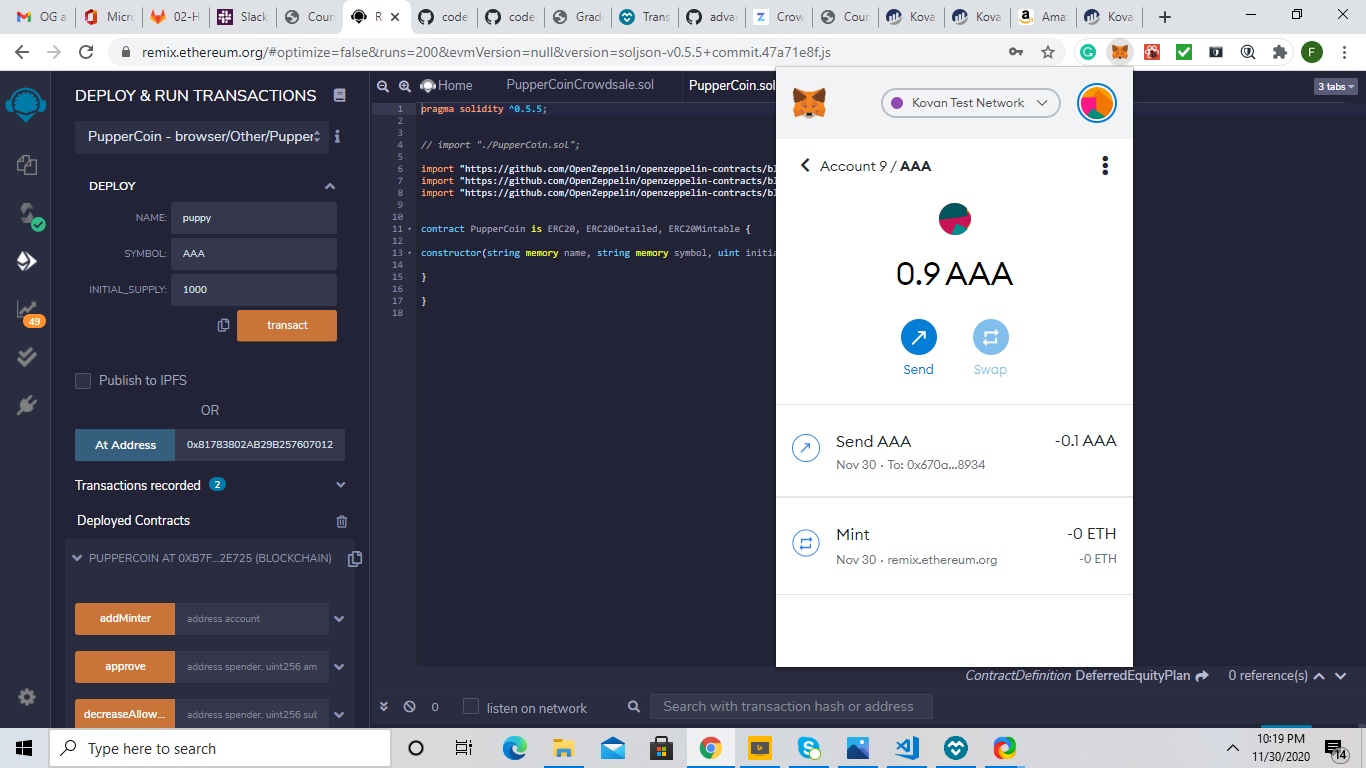 OG a
Micro
02-H
Slack
Cour
R
code
code
Grad
Trans
advan
Crow
Cour
Kova
Kova
Ama
Kova
remix.ethereum.org/#optimize=false&runs=200&evmVersion=null&version=soljson-v0.5.5+commit.47a71e8f.js
F
DEPLOY & RUN TRANSACTIONS
PupperCoin - browser/Other/Pupper
DEPLOY
NAME: puppy
SYMBOL: AAA
INITIAL_SUPPLY: 1000
transact
Publish to IPFS
OR
At Address 0x81783802AB29B257607012
Transactions recorded 2
Deployed Contracts
PUPPERCOIN AT 0XB7F...2E725 (BLOCKCHAIN)
addMinter address account
approve address spender, uint256 am
decreaseAllow... address spender, uint256 sub
49
Home
PupperCoinCrowdsale.sol
PupperCoin.sol
3 tabs
1 pragma solidity ^0.5.5;
2
3
4 // import "./PupperCoin.sol";
5
6 import "https://github.com/OpenZeppelin/openzeppelin-contracts/bl
7 import "https://github.com/OpenZeppelin/openzeppelin-contracts/bl
8 import "https://github.com/OpenZeppelin/openzeppelin-contracts/bl
9
10
11 contract PupperCoin is ERC20, ERC20Detailed, ERC20Mintable {
12
13 constructor(string memory name, string memory symbol, uint initia
14
15 }
16
17 }
18
Kovan Test Network
Account 9 / AAA
0.9 AAA
Send
Swap
Send AAA -0.1 AAA
Nov 30 · To: 0x670a...8934
Mint -0 ETH
Nov 30 · remix.ethereum.org -0 ETH
ContractDefinition DeferredEquityPlan 0 reference(s)
0 listen on network Search with transaction hash or address
Type here to search
10:19 PM
11/30/2020
14